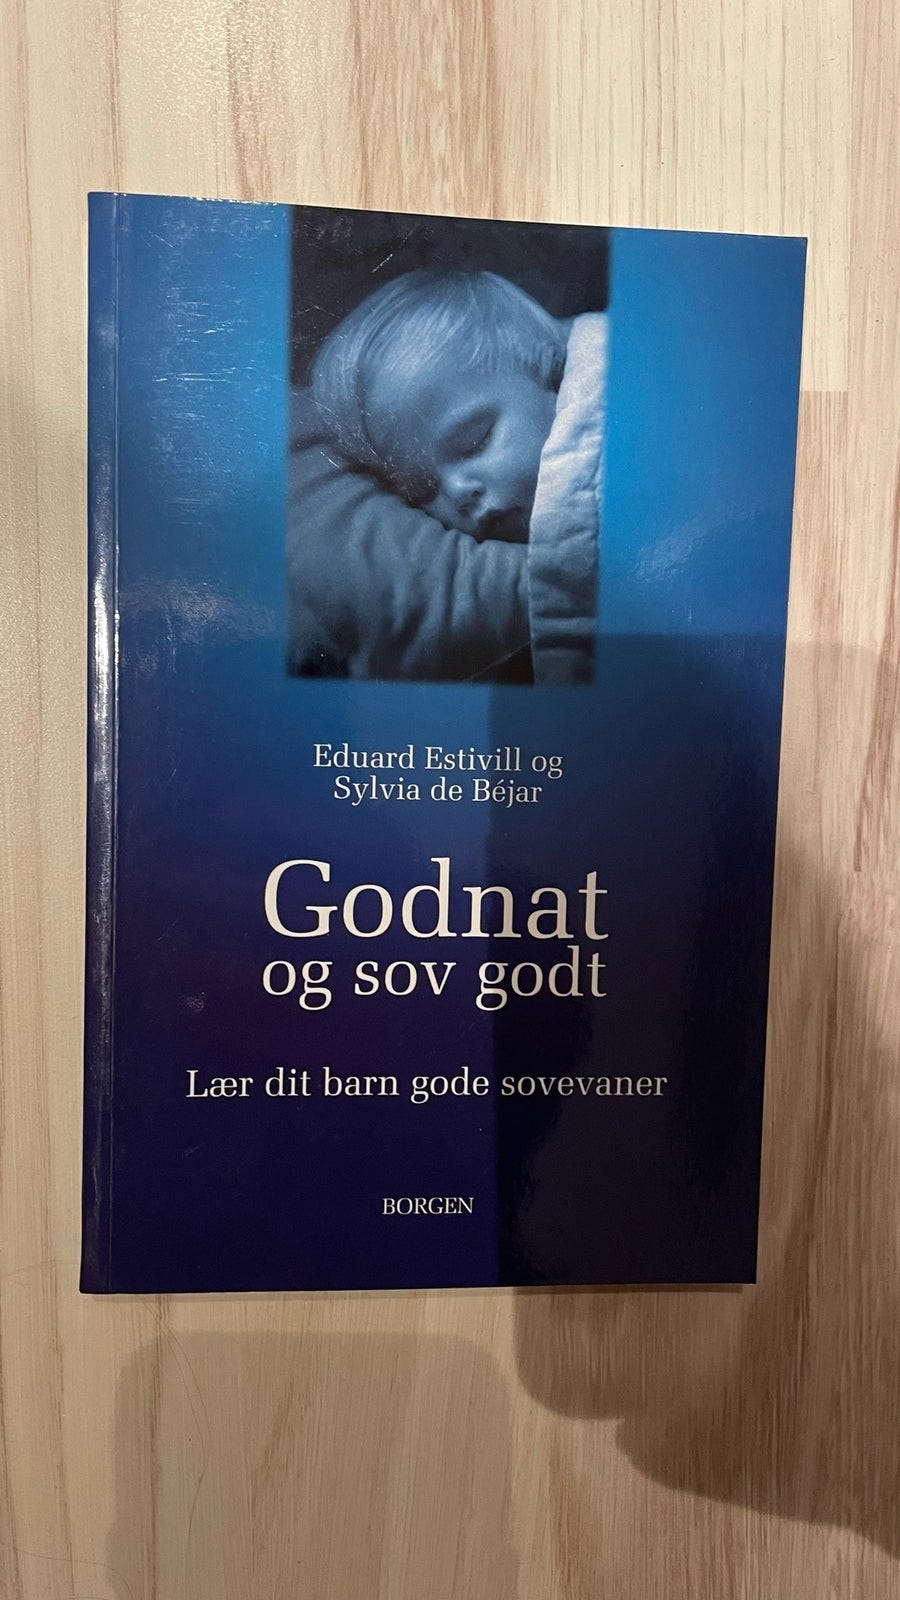 Eduard Estivill og
Sylvia de Béjar
Godnat
og sov godt
Lær dit barn gode sovevaner
BORGEN